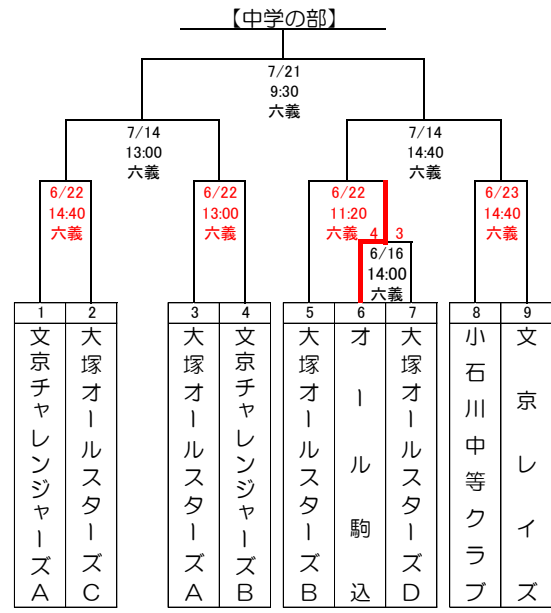 【中学の部】
7/21
9:30
六義
7/14
13:00
六義
7/14
14:40
六義
6/22
14:40
六義
6/22
13:00
六義
6/22
11:20
六義
4 3
6/23
14:40
六義
6/16
14:00
六義
1 2 3 4 5 6 7 8 9
文京チャレンジャーズA
大塚オールスターズC
大塚オールスターズA
文京チャレンジャーズB
大塚オールスターズB
オール駒込
大塚オールスターズD
小石川中等クラブ
文京レイズ